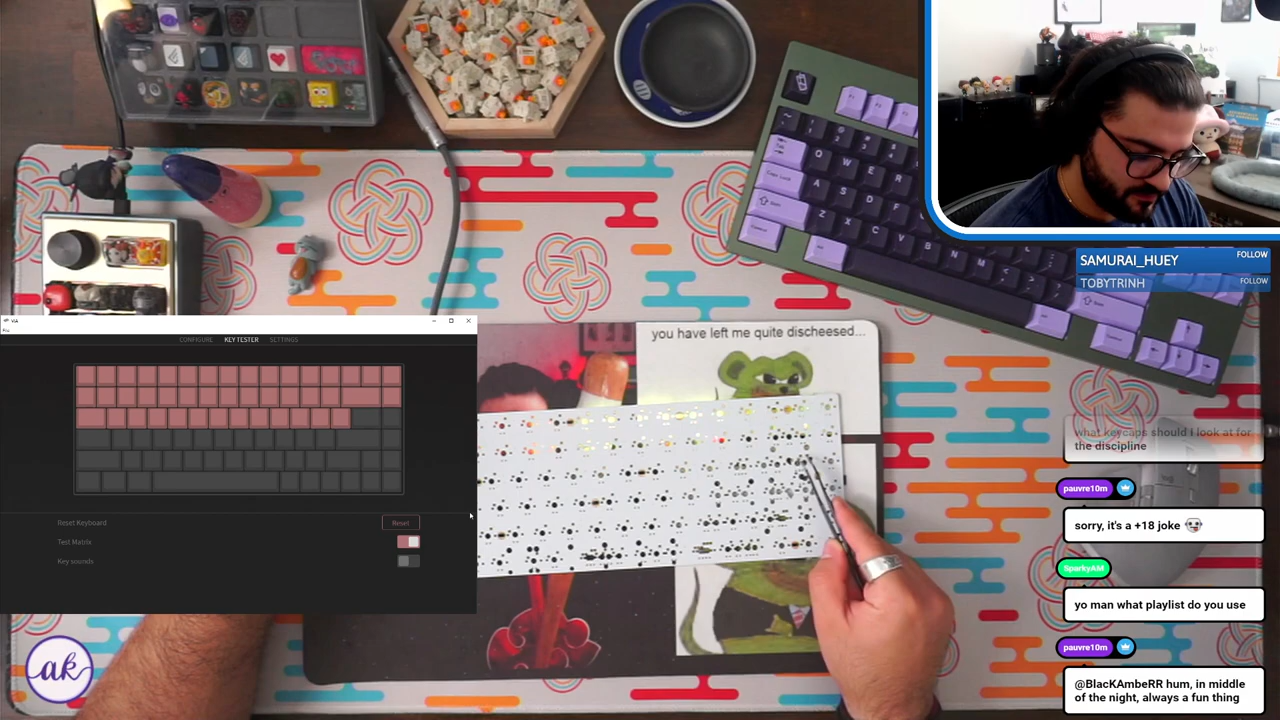 SAMURAI_HUEY
FOLLOW
TOBYTRINH
FOLLOW
you have left me quite discheesed...
VIA
CONFIGURE KEY TESTER SETTINGS
Reset Keyboard
Reset
Test Matrix
Key sounds
what keycaps should I look at for
the discipline
pauvre10m
sorry, it's a +18 joke
SparkyAM
yo man what playlist do you use
pauvre10m
@BlacKAmbeRR hum, in middle
of the night, always a fun thing
ak
Q W E R
A S D F
Z X C V B N M